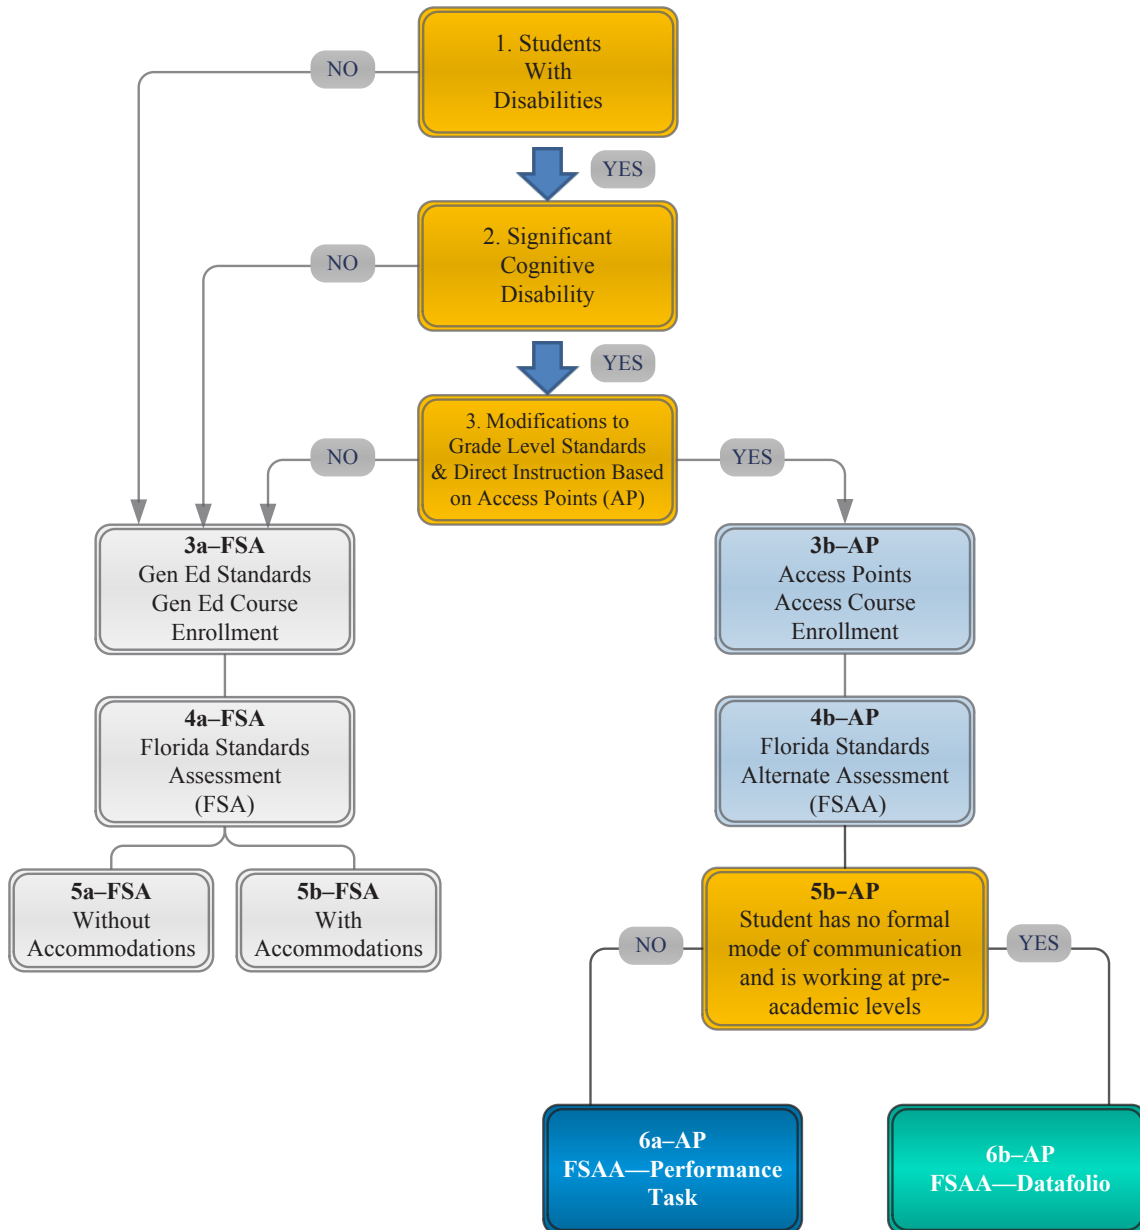 1. Students
With
Disabilities
NO
YES
2. Significant
Cognitive
Disability
NO
YES
3. Modifications to
Grade Level Standards
& Direct Instruction Based
on Access Points (AP)
NO
YES
3a–FSA
Gen Ed Standards
Gen Ed Course
Enrollment
3b–AP
Access Points
Access Course
Enrollment
4a–FSA
Florida Standards
Assessment
(FSA)
4b–AP
Florida Standards
Alternate Assessment
(FSAA)
5a–FSA
Without
Accommodations
5b–FSA
With
Accommodations
5b–AP
Student has no formal
mode of communication
and is working at pre-
academic levels
NO
YES
6a–AP
FSAA—Performance
Task
6b–AP
FSAA—Datafolio